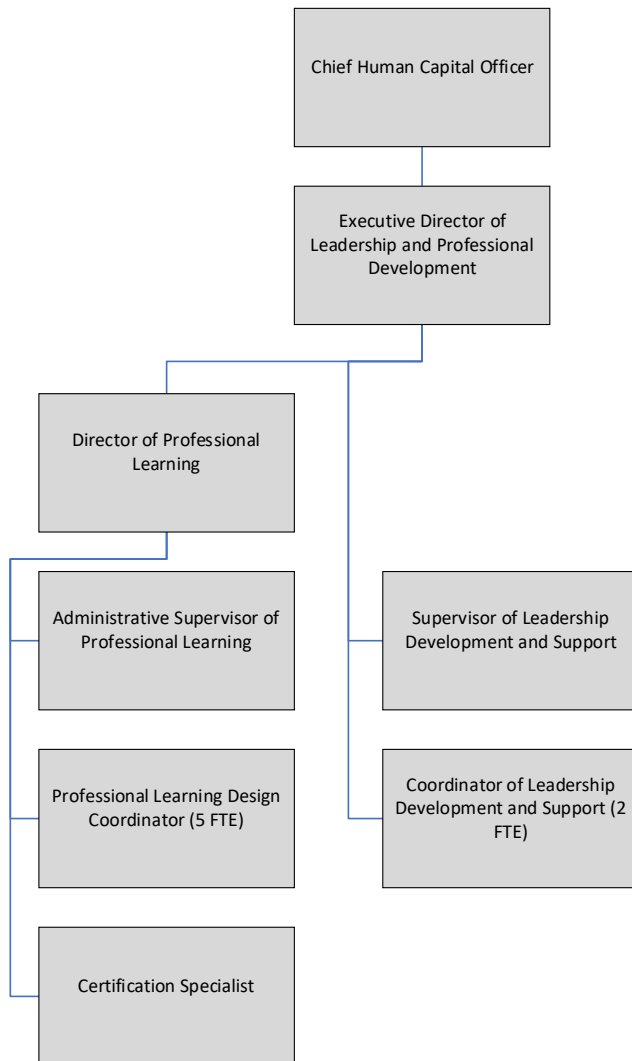 Chief Human Capital Officer
Executive Director of
Leadership and Professional
Development
Director of Professional
Learning
Administrative Supervisor of
Professional Learning
Professional Learning Design
Coordinator (5 FTE)
Certification Specialist
Supervisor of Leadership
Development and Support
Coordinator of Leadership
Development and Support (2
FTE)